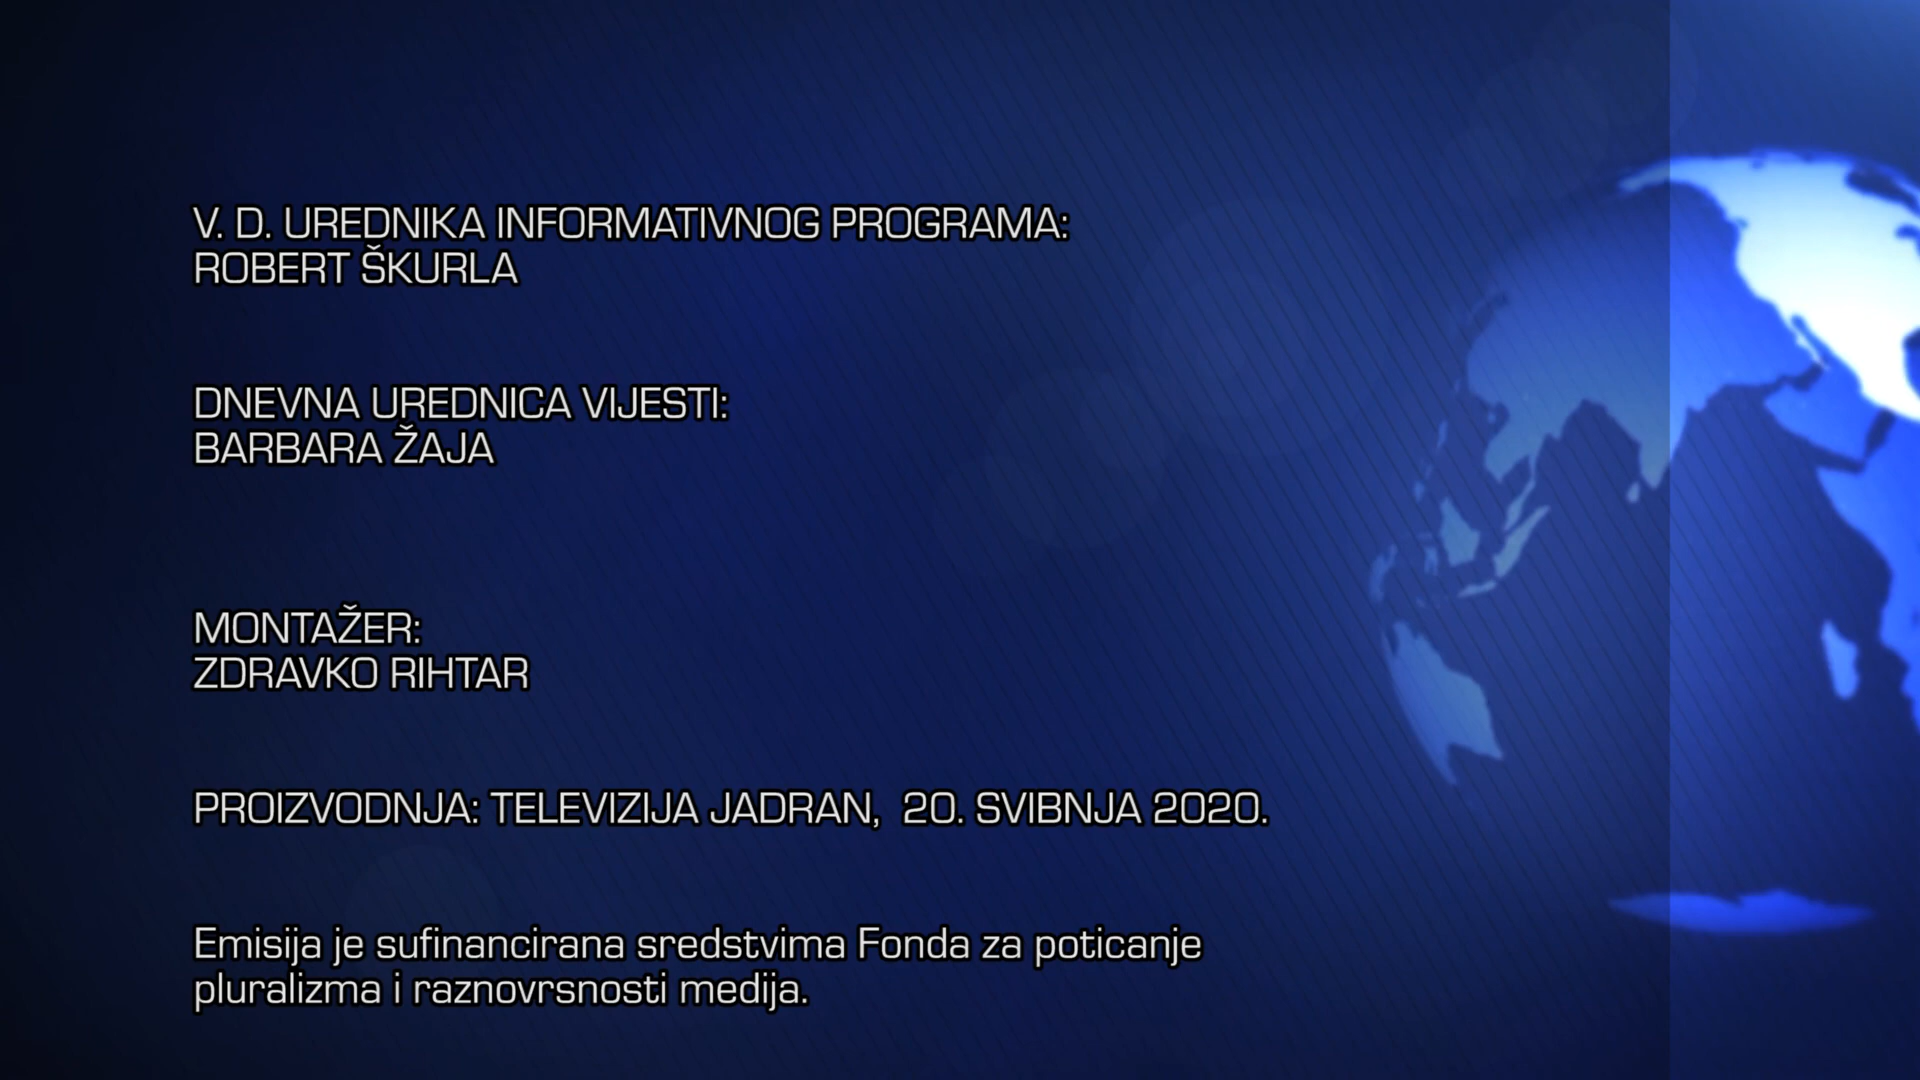 V. D. UREDNIKA INFORMATIVNOG PROGRAMA:
ROBERT ŠKURLA
DNEVNA UREDNICA VIJESTI:
BARBARA ŽAJA
MONTAŽER:
ZDRAVKO RIHTAR
PROIZVODNJA: TELEVIZIJA JADRAN, 20. SVIBNJA 2020.
Emisija je sufinancirana sredstvima Fonda za poticanje
pluralizma i raznovrsnosti medija.